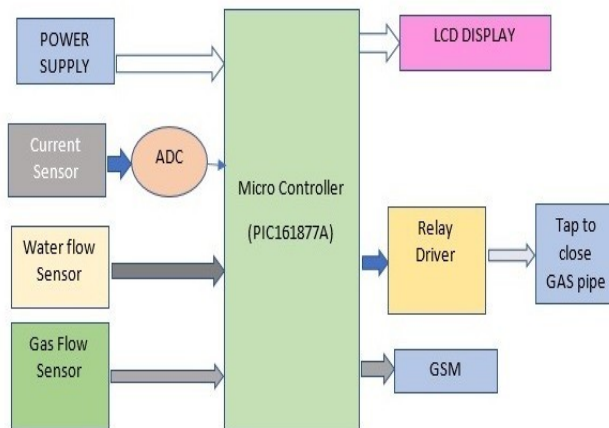 POWER
SUPPLY
LCD DISPLAY
Current
Sensor
ADC
Micro Controller
(PIC161877A)
Water flow
Sensor
Relay
Driver
Tap to
close
GAS pipe
Gas Flow
Sensor
GSM